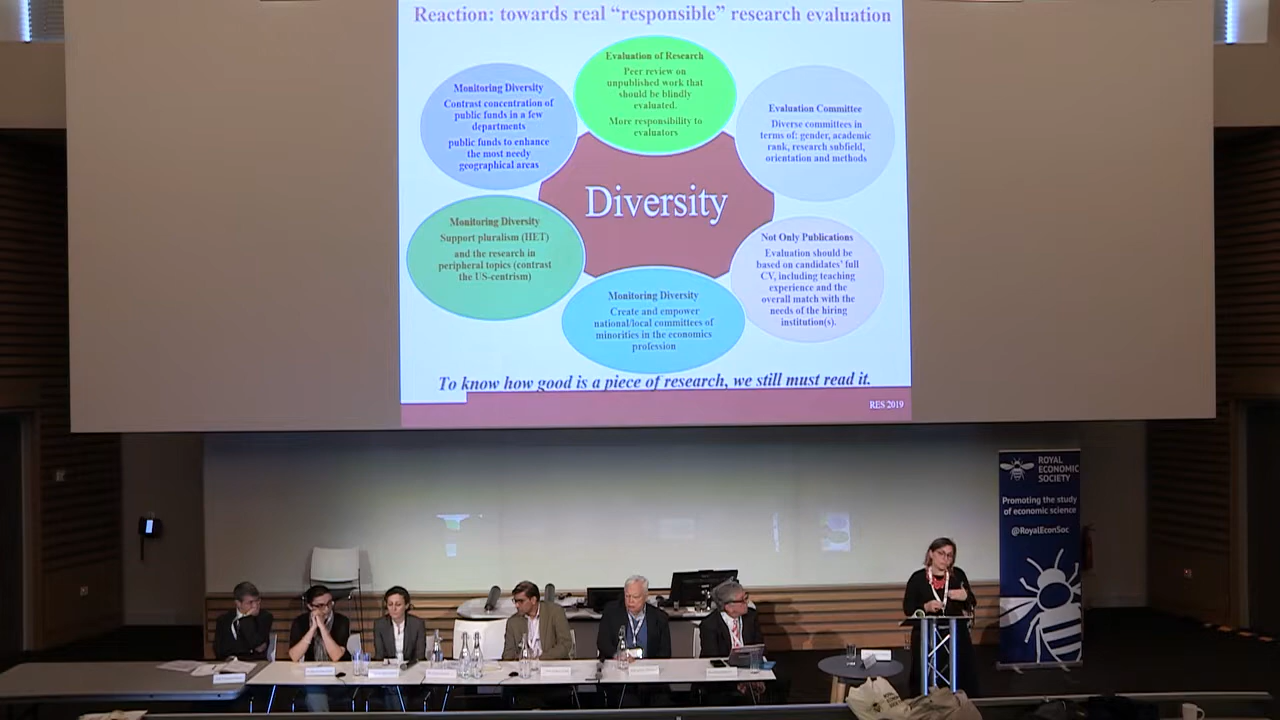 Reaction: towards real “responsible” research evaluation
Evaluation of Research
Peer review on
unpublished work that
should be blindly
evaluated.
More responsibility to
evaluators
Monitoring Diversity
Contrast concentration of
public funds in a few
departments
public funds to enhance
the most needy
geographical areas
Evaluation Committee
Diverse committees in
terms of: gender, academic
rank, research subfield,
orientation and methods
Diversity
Monitoring Diversity
Support pluralism (HET)
and the research in
peripheral topics (contrast
the US-centrism)
Not Only Publications
Evaluation should be
based on candidates’ full
CV, including teaching
experience and the
overall match with the
needs of the hiring
institution(s).
Monitoring Diversity
Create and empower
national/local committees of
minorities in the economics
profession
To know how good is a piece of research, we still must read it.
RES 2019
ROYAL
ECONOMIC
SOCIETY
Promoting the study
of economic science
@RoyalEconSoc